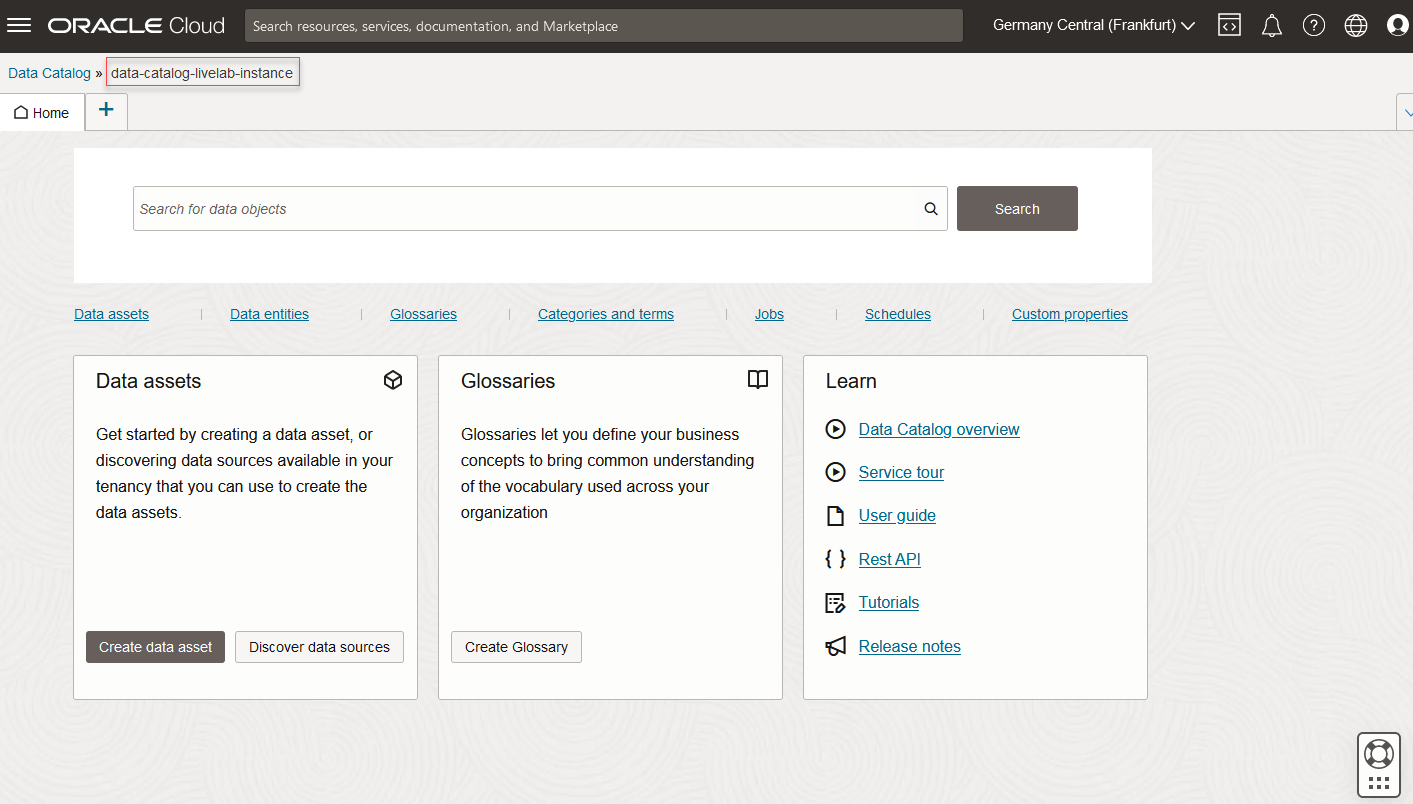 ORACLE Cloud
Search resources, services, documentation, and Marketplace
Germany Central (Frankfurt)
Data Catalog » data-catalog-livelab-instance
Home
+
Search for data objects
Search
Data assets | Data entities | Glossaries | Categories and terms | Jobs | Schedules | Custom properties
Data assets
Get started by creating a data asset, or
discovering data sources available in your
tenancy that you can use to create the
data assets.
Create data asset
Discover data sources
Glossaries
Glossaries let you define your business
concepts to bring common understanding
of the vocabulary used across your
organization
Create Glossary
Learn
Data Catalog overview
Service tour
User guide
Rest API
Tutorials
Release notes